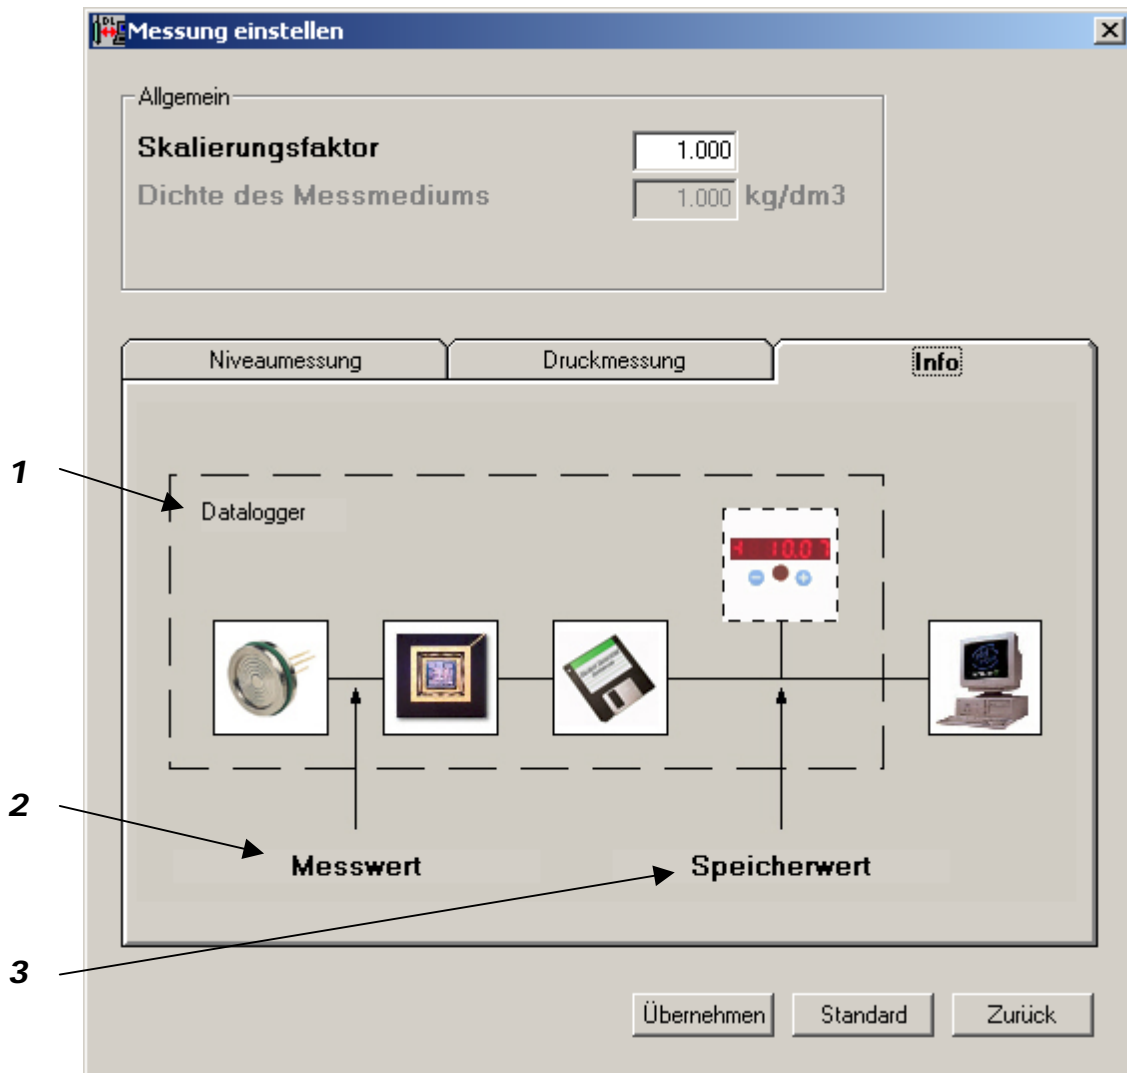 Messung einstellen
Allgemein
Skalierungsfaktor 1.000
Dichte des Messmediums 1.000 kg/dm3
Niveaumessung Druckmessung Info
1
Datalogger
10.07
2
Messwert Speicherwert
3
Übernehmen Standard Zurück